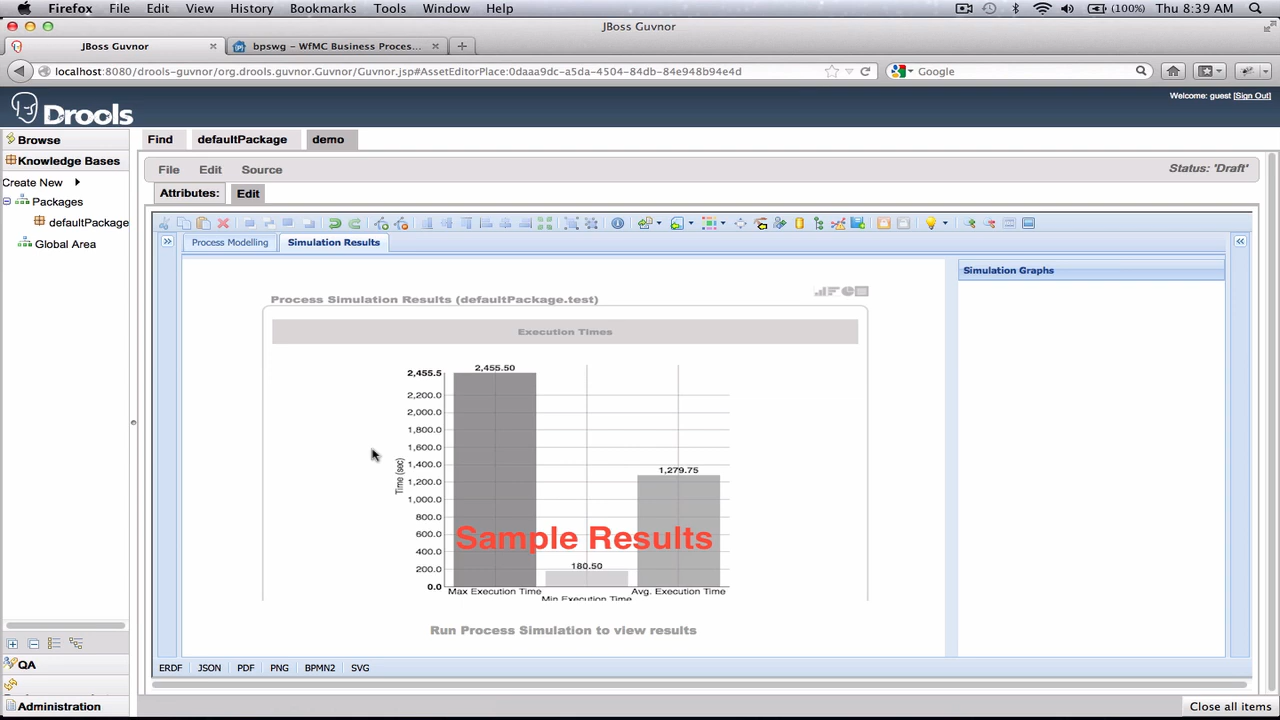 Firefox File Edit View History Bookmarks Tools Window Help (100%) Thu 8:39 AM
JBoss Guvnor
JBoss Guvnor bpswg – WfMC Business Proces...
localhost:8080/drools-guvnor/org.drools.guvnor.Guvnor/Guvnor.jsp#AssetEditorPlace:0daaa9dc-a5da-4504-84db-84e948b94e4d Google
Welcome: guest [Sign Out]
Drools
Browse
Knowledge Bases
Create New
Packages
defaultPackage
Global Area
Find defaultPackage demo
File Edit Source Status: 'Draft'
Attributes: Edit
Process Modelling Simulation Results
Simulation Graphs
Process Simulation Results (defaultPackage.test)
Execution Times
2,455.50
2,455.5
2,200.0
2,000.0
1,800.0
1,600.0
1,400.0
1,200.0
1,000.0
800.0
600.0
400.0
200.0
0.0
Time (sec)
1,279.75
180.50
Sample Results
Max Execution Time
Min Execution Time
Avg. Execution Time
Run Process Simulation to view results
ERDF JSON PDF PNG BPMN2 SVG
QA
Administration
Close all items